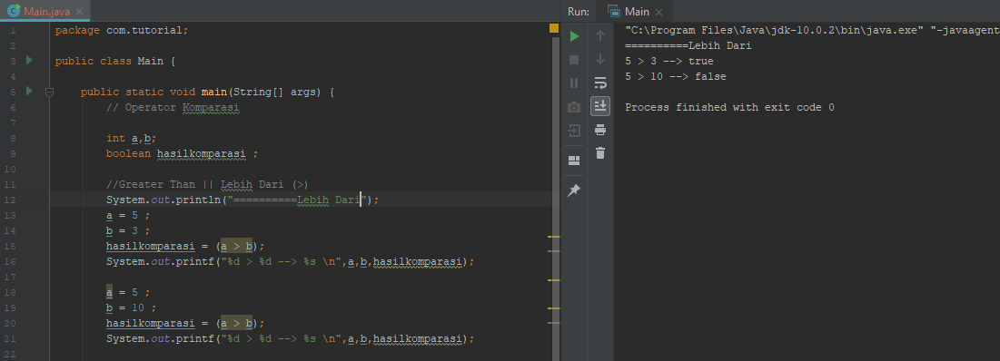 Main.java
1 package com.tutorial;
2
3 public class Main {
4
5 public static void main(String[] args) {
6 // Operator Komparasi
7
8 int a,b;
9 boolean hasilkomparasi ;
10
11 //Greater Than || Lebih Dari (>)
12 System.out.println("==========Lebih Dari");
13 a = 5 ;
14 b = 3 ;
15 hasilkomparasi = (a > b);
16 System.out.printf("%d > %d --> %s \n",a,b,hasilkomparasi);
17
18 a = 5 ;
19 b = 10 ;
20 hasilkomparasi = (a > b);
21 System.out.printf("%d > %d --> %s \n",a,b,hasilkomparasi);
22
Run: Main
"C:\Program Files\Java\jdk-10.0.2\bin\java.exe" "-javaagent
==========Lebih Dari
5 > 3 --> true
5 > 10 --> false
Process finished with exit code 0